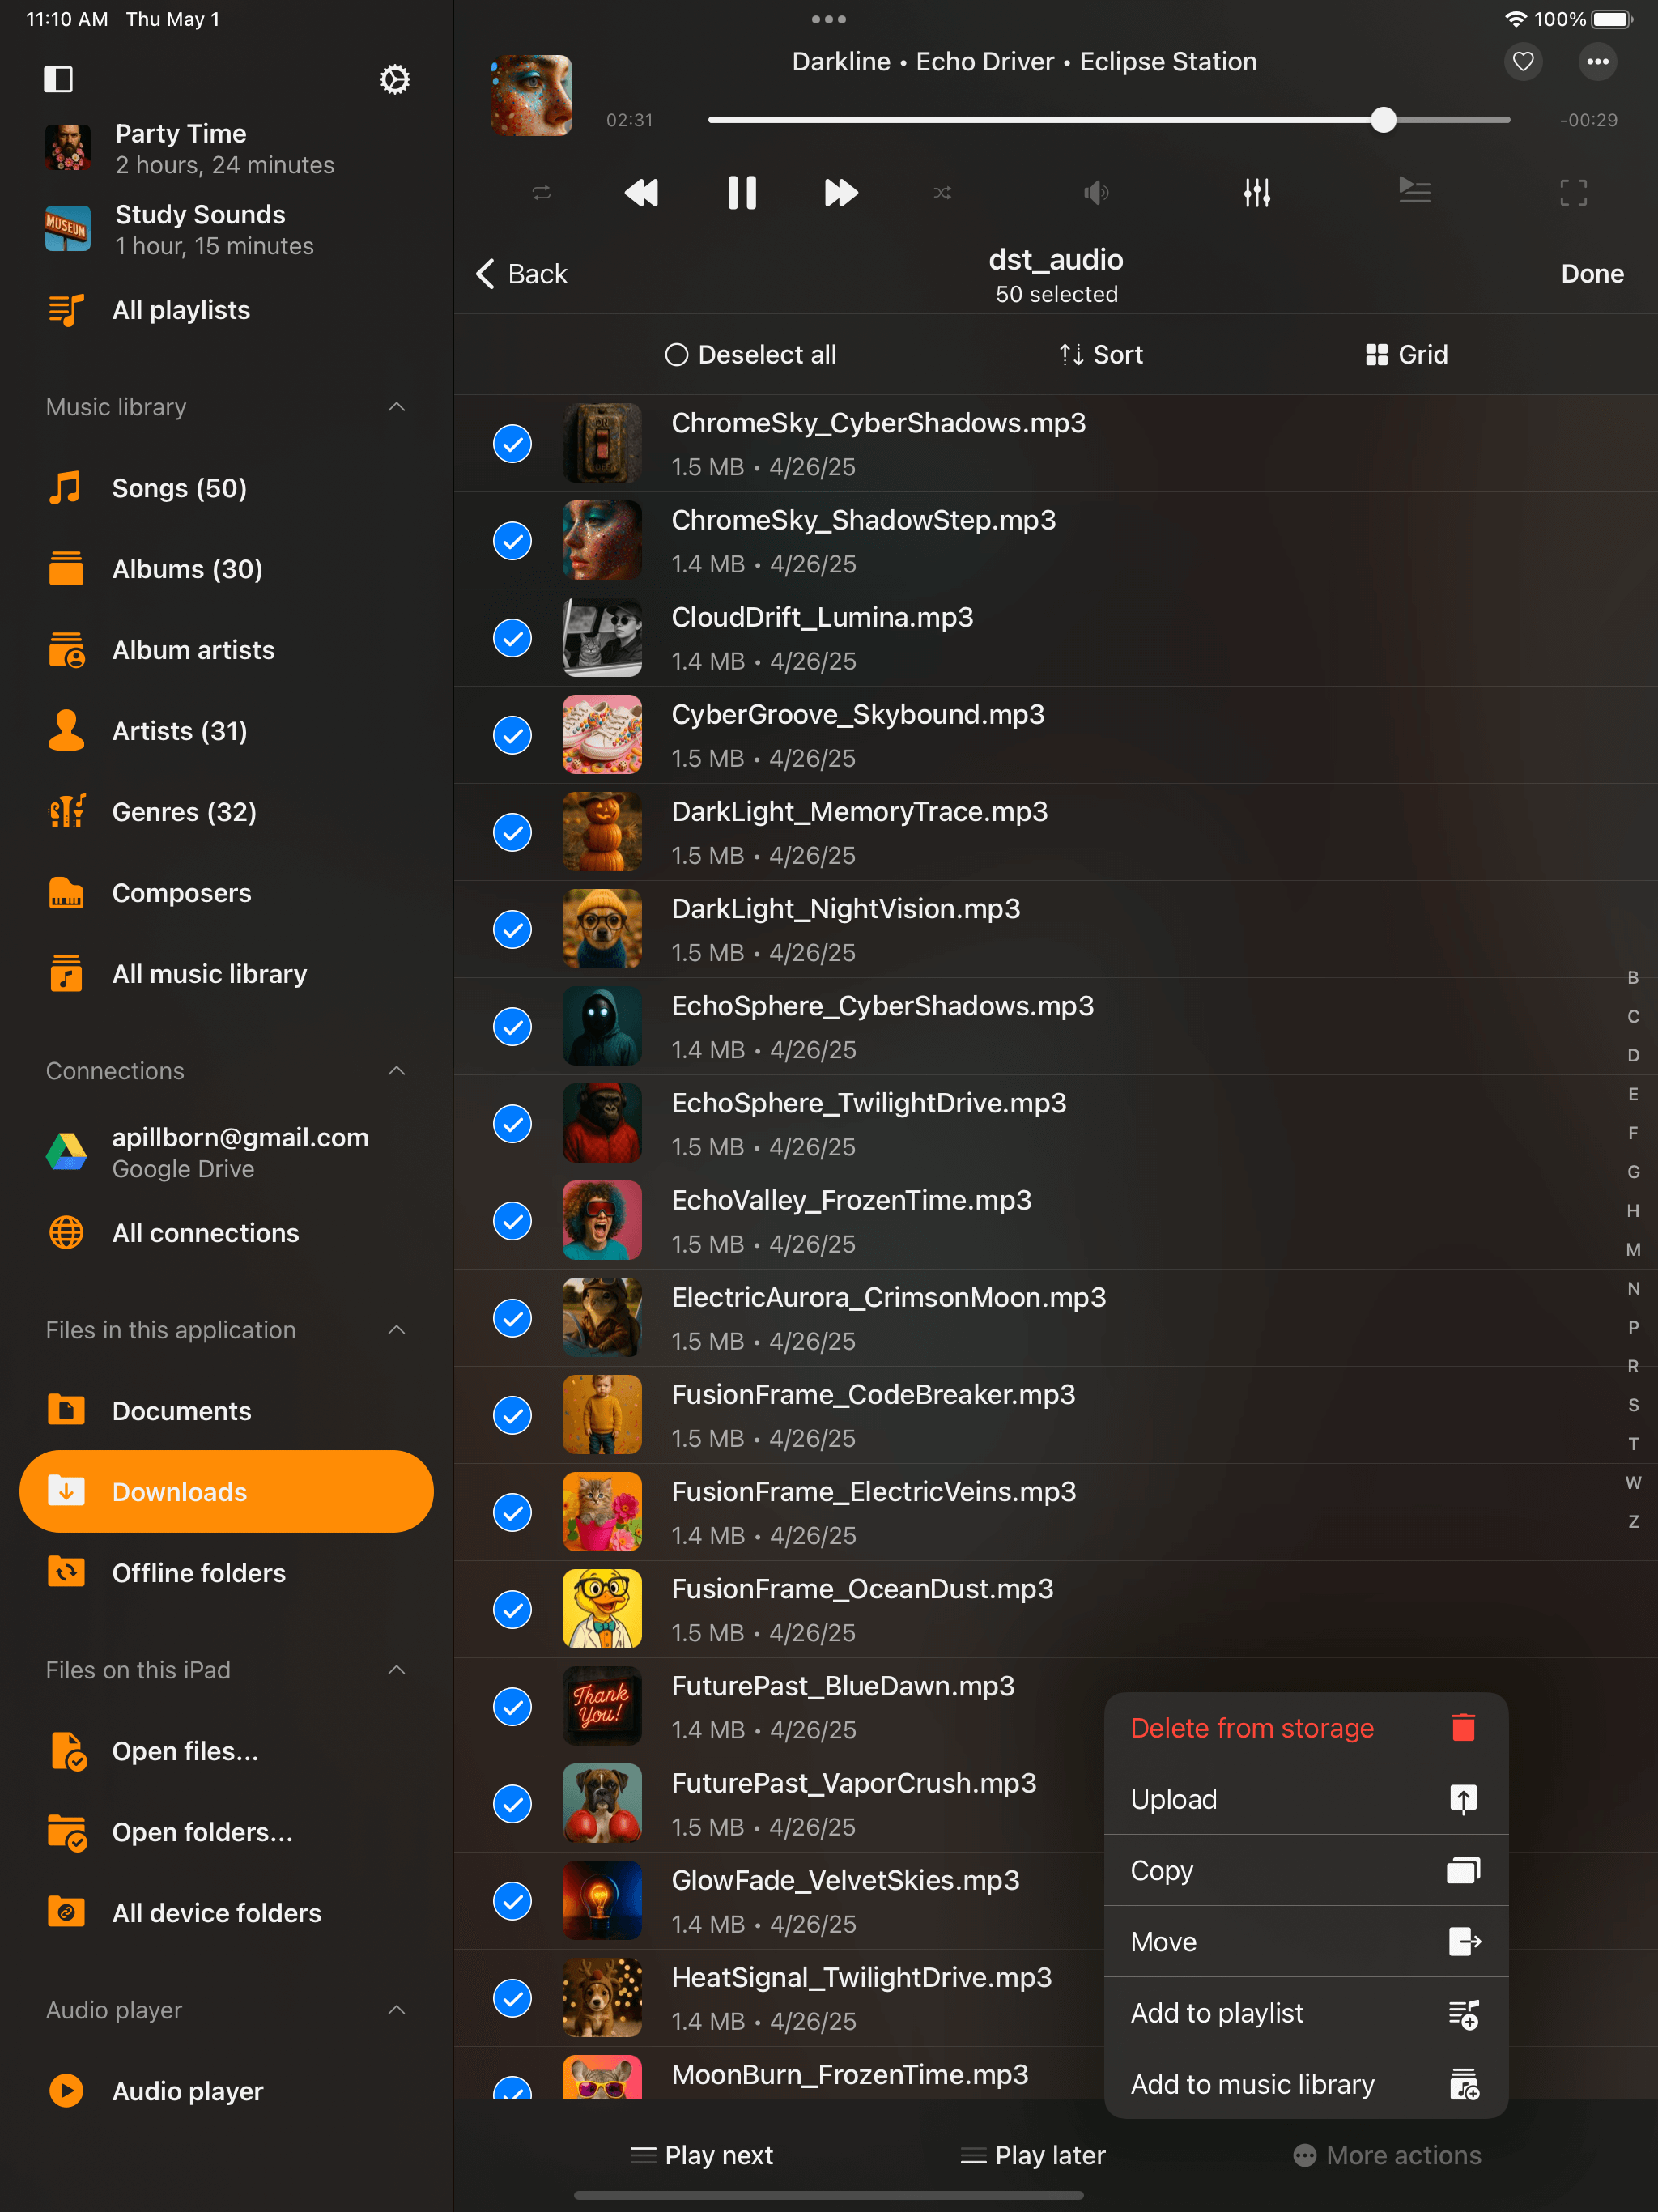 11:10 AM Thu May 1
100%
Party Time
2 hours, 24 minutes
MUSEUM
Study Sounds
1 hour, 15 minutes
All playlists
Music library
Songs (50)
Albums (30)
Album artists
Artists (31)
Genres (32)
Composers
All music library
Connections
apillborn@gmail.com
Google Drive
All connections
Files in this application
Documents
Downloads
Offline folders
Files on this iPad
Open files...
Open folders...
All device folders
Audio player
Audio player
Darkline • Echo Driver • Eclipse Station
02:31
-00:29
Back
dst_audio
50 selected
Done
Deselect all
Sort
Grid
ON
ChromeSky_CyberShadows.mp3
1.5 MB • 4/26/25
ChromeSky_ShadowStep.mp3
1.4 MB • 4/26/25
CloudDrift_Lumina.mp3
1.4 MB • 4/26/25
CyberGroove_Skybound.mp3
1.5 MB • 4/26/25
DarkLight_MemoryTrace.mp3
1.5 MB • 4/26/25
DarkLight_NightVision.mp3
1.5 MB • 4/26/25
EchoSphere_CyberShadows.mp3
1.4 MB • 4/26/25
EchoSphere_TwilightDrive.mp3
1.5 MB • 4/26/25
EchoValley_FrozenTime.mp3
1.5 MB • 4/26/25
ElectricAurora_CrimsonMoon.mp3
1.5 MB • 4/26/25
FusionFrame_CodeBreaker.mp3
1.5 MB • 4/26/25
FusionFrame_ElectricVeins.mp3
1.4 MB • 4/26/25
FusionFrame_OceanDust.mp3
1.5 MB • 4/26/25
Thank
You!
FuturePast_BlueDawn.mp3
1.4 MB • 4/26/25
FuturePast_VaporCrush.mp3
1.5 MB • 4/26/25
GlowFade_VelvetSkies.mp3
1.4 MB • 4/26/25
HeatSignal_TwilightDrive.mp3
1.4 MB • 4/26/25
MoonBurn_FrozenTime.mp3
B
C
D
E
F
G
H
M
N
P
R
S
T
W
Z
Delete from storage
Upload
Copy
Move
Add to playlist
Add to music library
Play next
Play later
More actions